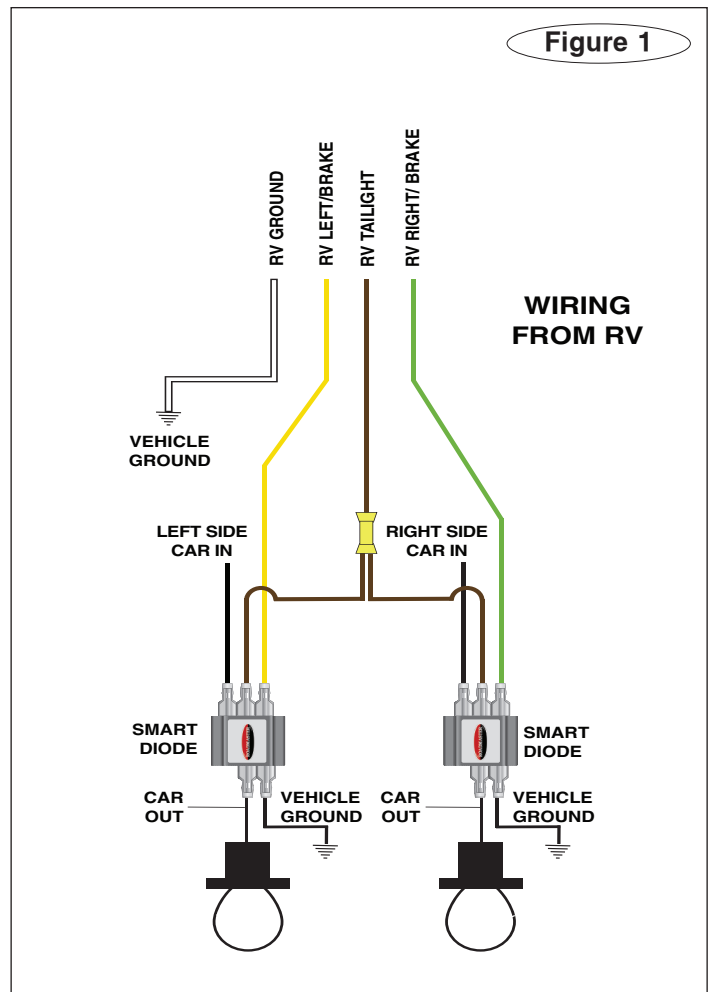 Figure 1
RV GROUND
RV LEFT/BRAKE
RV TAILIGHT
RV RIGHT/ BRAKE
WIRING
FROM RV
VEHICLE
GROUND
LEFT SIDE
CAR IN
RIGHT SIDE
CAR IN
SMART
DIODE
SMART
DIODE
CAR
OUT
VEHICLE
GROUND
CAR
OUT
VEHICLE
GROUND